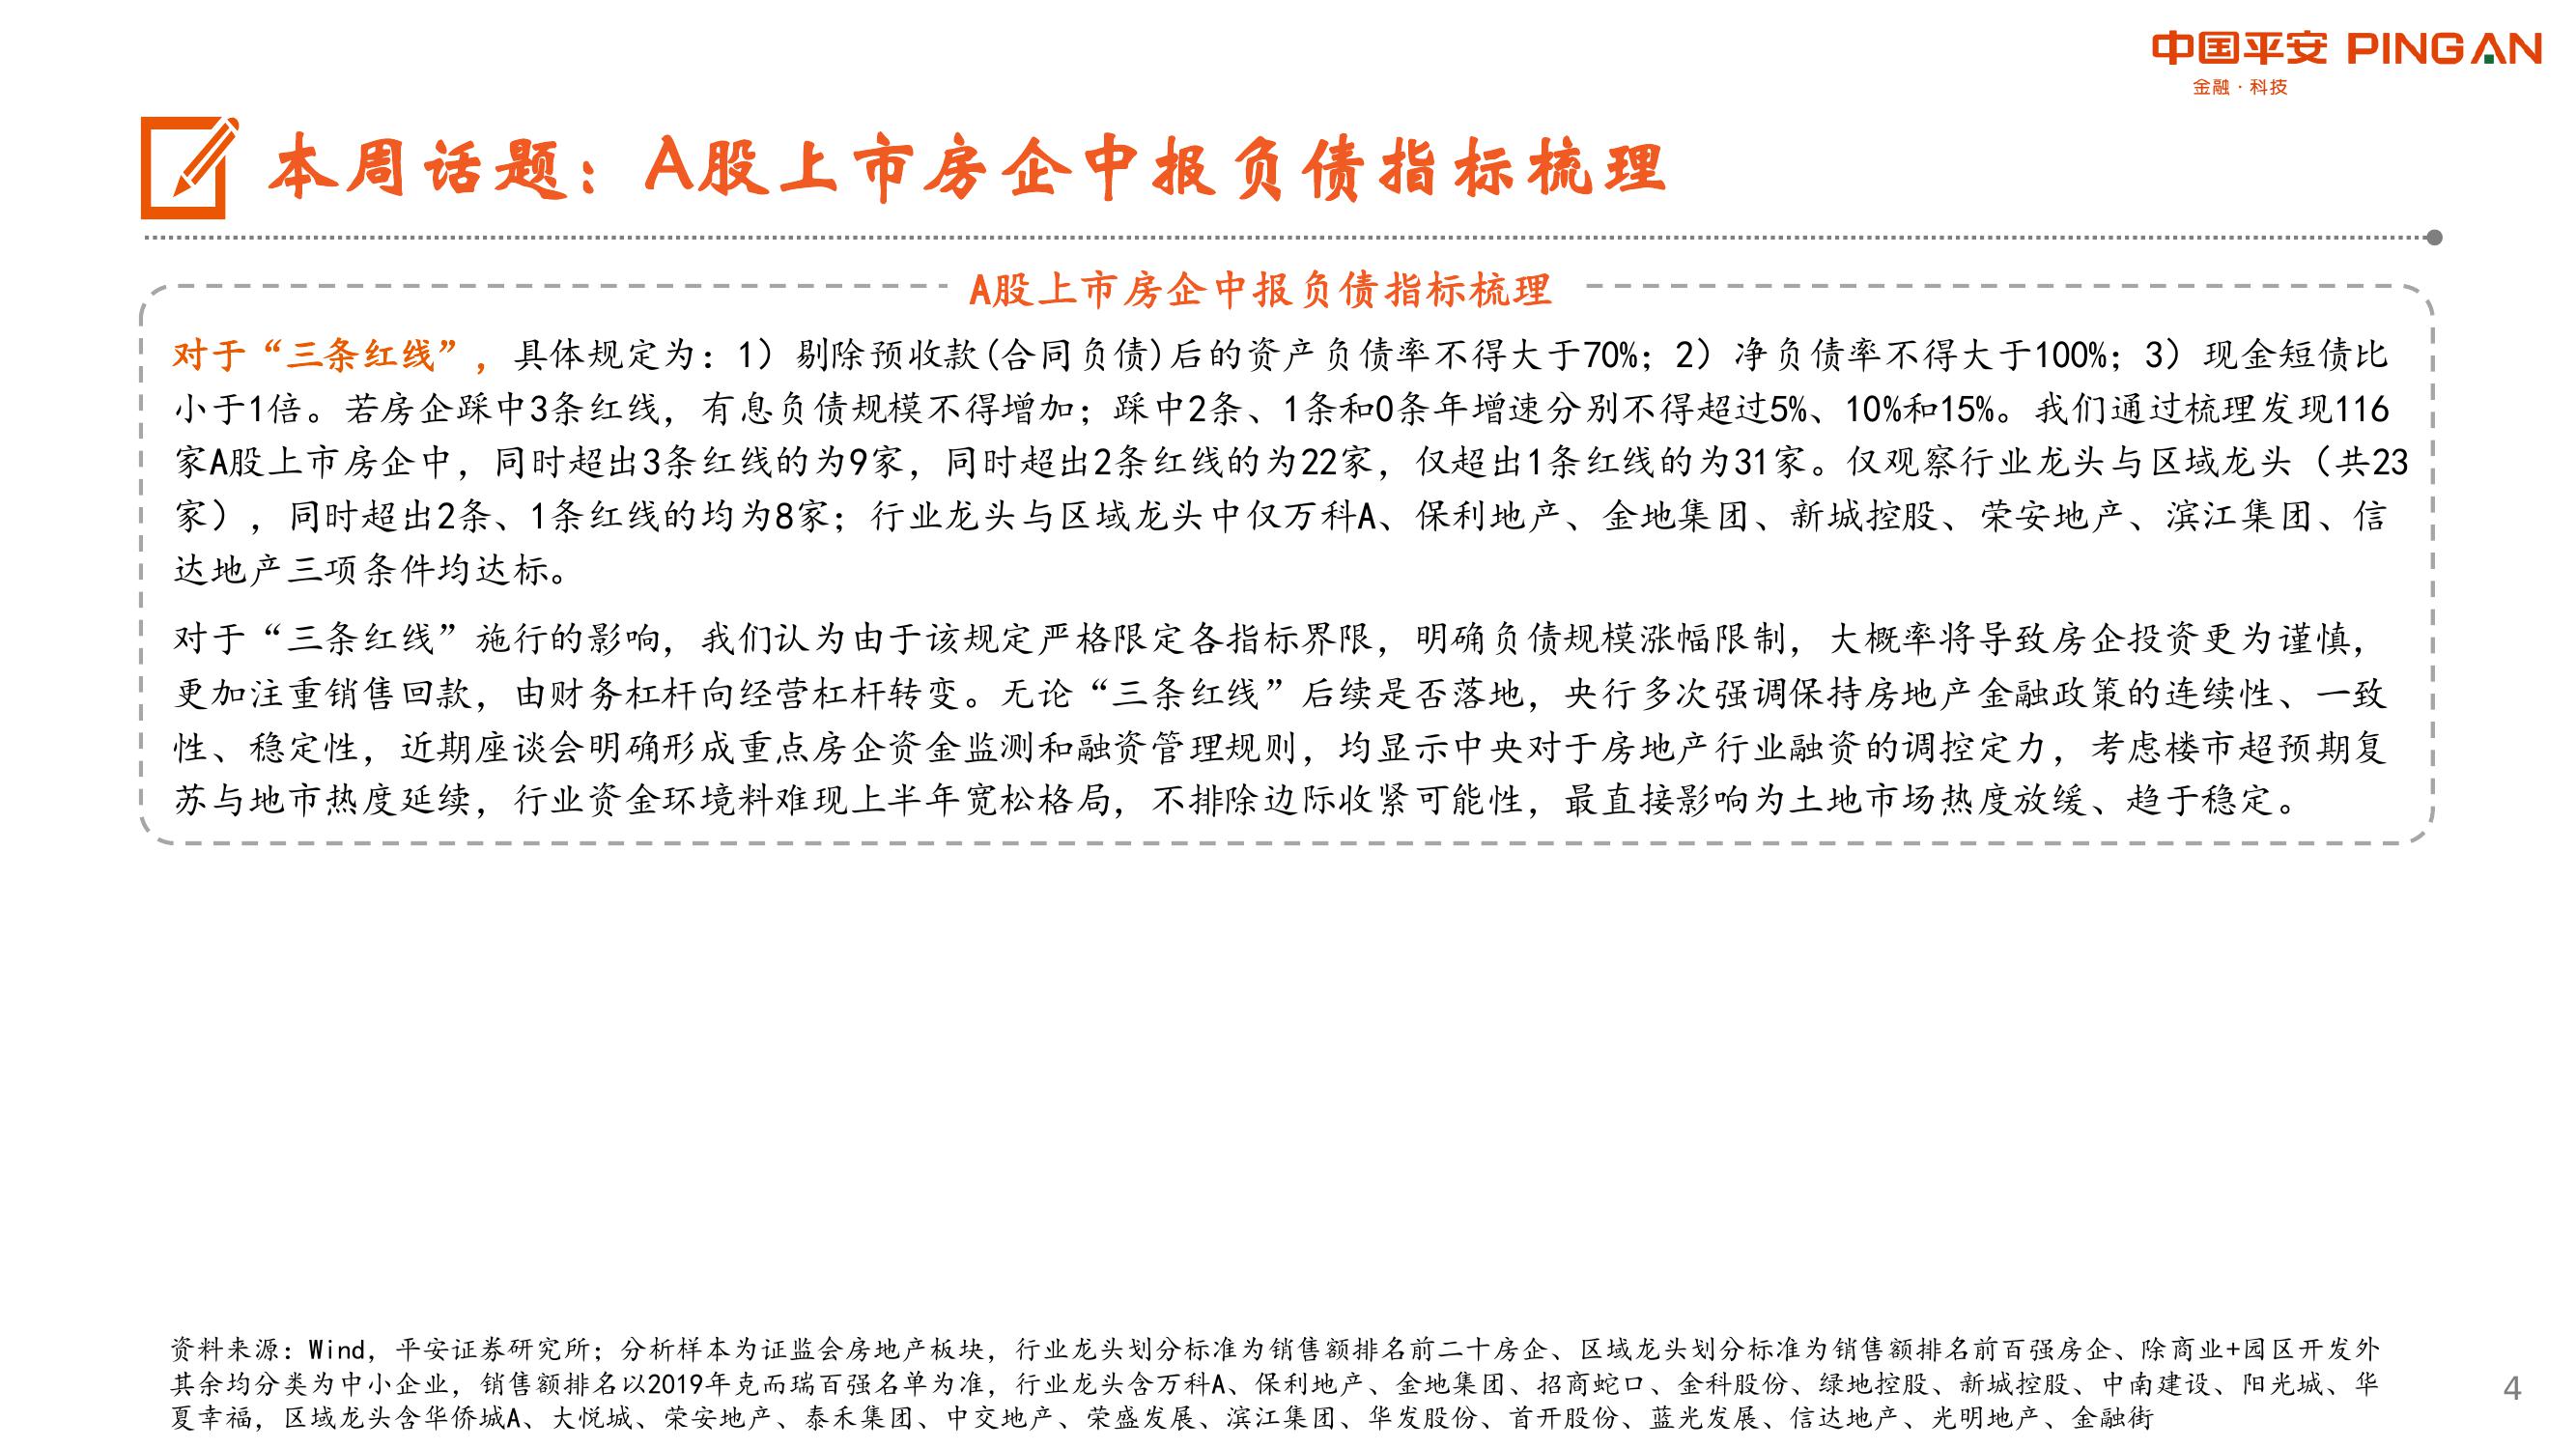 中国平安 PING AN
金融·科技
本周话题：A股上市房企中报负债指标梳理
A股上市房企中报负债指标梳理
对于“三条红线”，具体规定为：1）剔除预收款(合同负债)后的资产负债率不得大于70%；2）净负债率不得大于100%；3）现金短债比
小于1倍。若房企踩中3条红线，有息负债规模不得增加；踩中2条、1条和0条年增速分别不得超过5%、10%和15%。我们通过梳理发现116
家A股上市房企中，同时超出3条红线的为9家，同时超出2条红线的为22家，仅超出1条红线的为31家。仅观察行业龙头与区域龙头（共23
家），同时超出2条、1条红线的均为8家；行业龙头与区域龙头中仅万科A、保利地产、金地集团、新城控股、荣安地产、滨江集团、信
达地产三项条件均达标。
对于“三条红线”施行的影响，我们认为由于该规定严格限定各指标界限，明确负债规模涨幅限制，大概率将导致房企投资更为谨慎，
更加注重销售回款，由财务杠杆向经营杠杆转变。无论“三条红线”后续是否落地，央行多次强调保持房地产金融政策的连续性、一致
性、稳定性，近期座谈会明确形成重点房企资金监测和融资管理规则，均显示中央对于房地产行业融资的调控定力，考虑楼市超预期复
苏与地市热度延续，行业资金环境料难现上半年宽松格局，不排除边际收紧可能性，最直接影响为土地市场热度放缓、趋于稳定。
资料来源：Wind，平安证券研究所；分析样本为证监会房地产板块，行业龙头划分标准为销售额排名前二十房企、区域龙头划分标准为销售额排名前百强房企、除商业+园区开发外
其余均分类为中小企业，销售额排名以2019年克而瑞百强名单为准，行业龙头含万科A、保利地产、金地集团、招商蛇口、金科股份、绿地控股、新城控股、中南建设、阳光城、华
夏幸福，区域龙头含华侨城A、大悦城、荣安地产、泰禾集团、中交地产、荣盛发展、滨江集团、华发股份、首开股份、蓝光发展、信达地产、光明地产、金融街
4